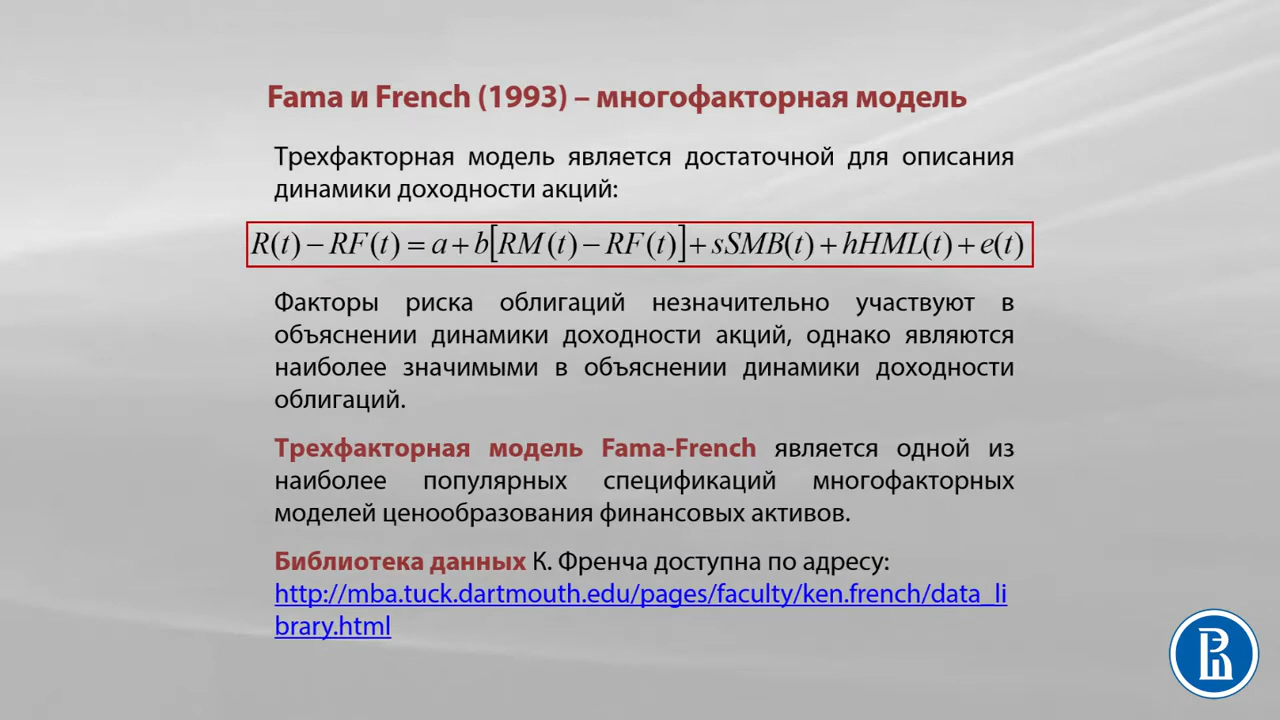 Fama и French (1993) – многофакторная модель
Трехфакторная модель является достаточной для описания
динамики доходности акций:
R(t) − RF(t) = a + b[RM(t) − RF(t)] + sSMB(t) + hHML(t) + e(t)
Факторы риска облигаций незначительно участвуют в
объяснении динамики доходности акций, однако являются
наиболее значимыми в объяснении динамики доходности
облигаций.
Трехфакторная модель Fama-French является одной из
наиболее популярных спецификаций многофакторных
моделей ценообразования финансовых активов.
Библиотека данных К. Френча доступна по адресу:
http://mba.tuck.dartmouth.edu/pages/faculty/ken.french/data_li
brary.html